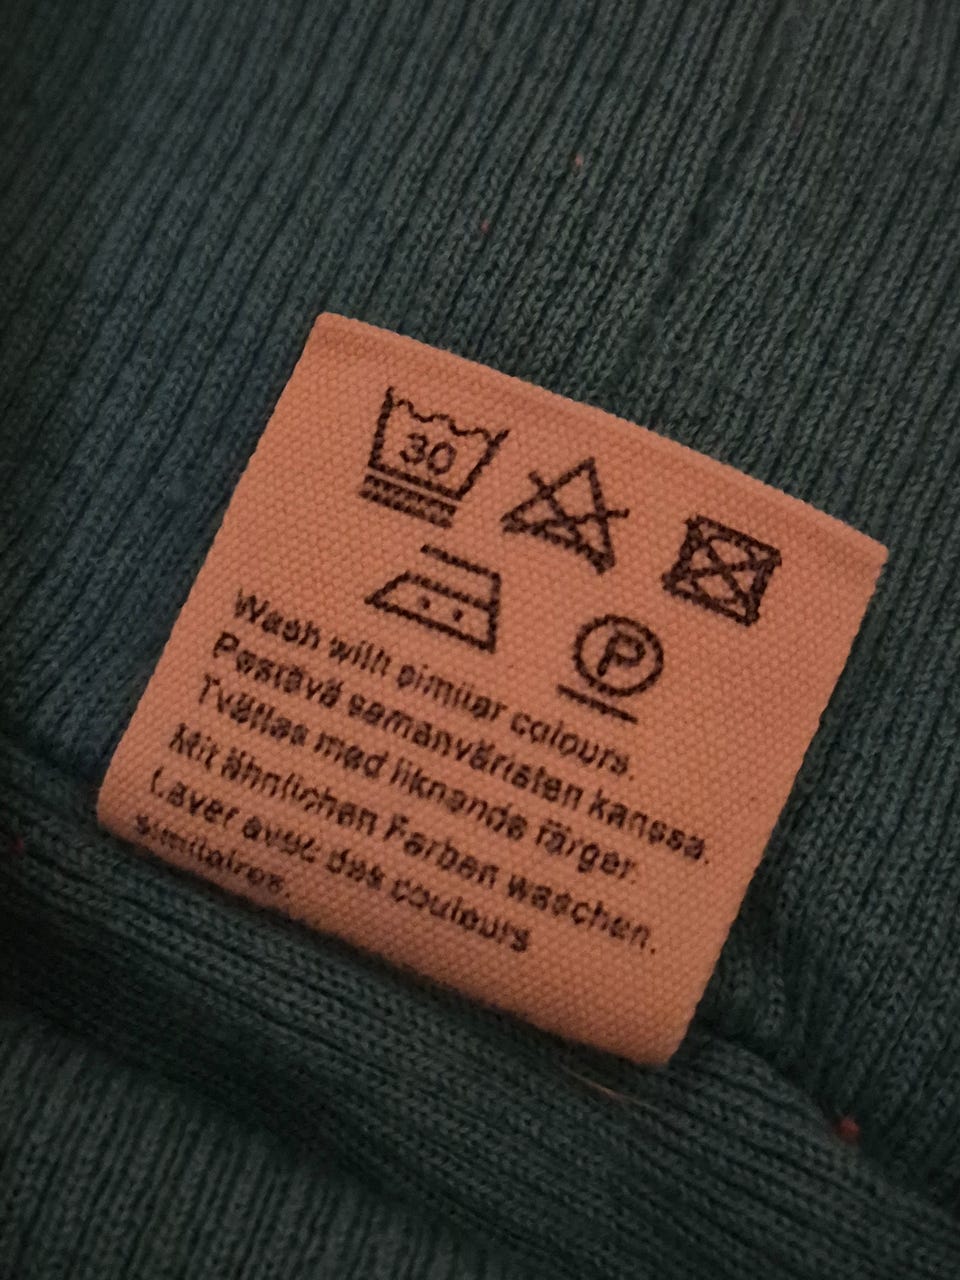 30
P
Wash with similar colours.
Pestävä samanväristen kanssa.
Tvättas med liknande färger.
Mit ähnlichen Farben waschen.
Laver avec des couleurs
similaires.